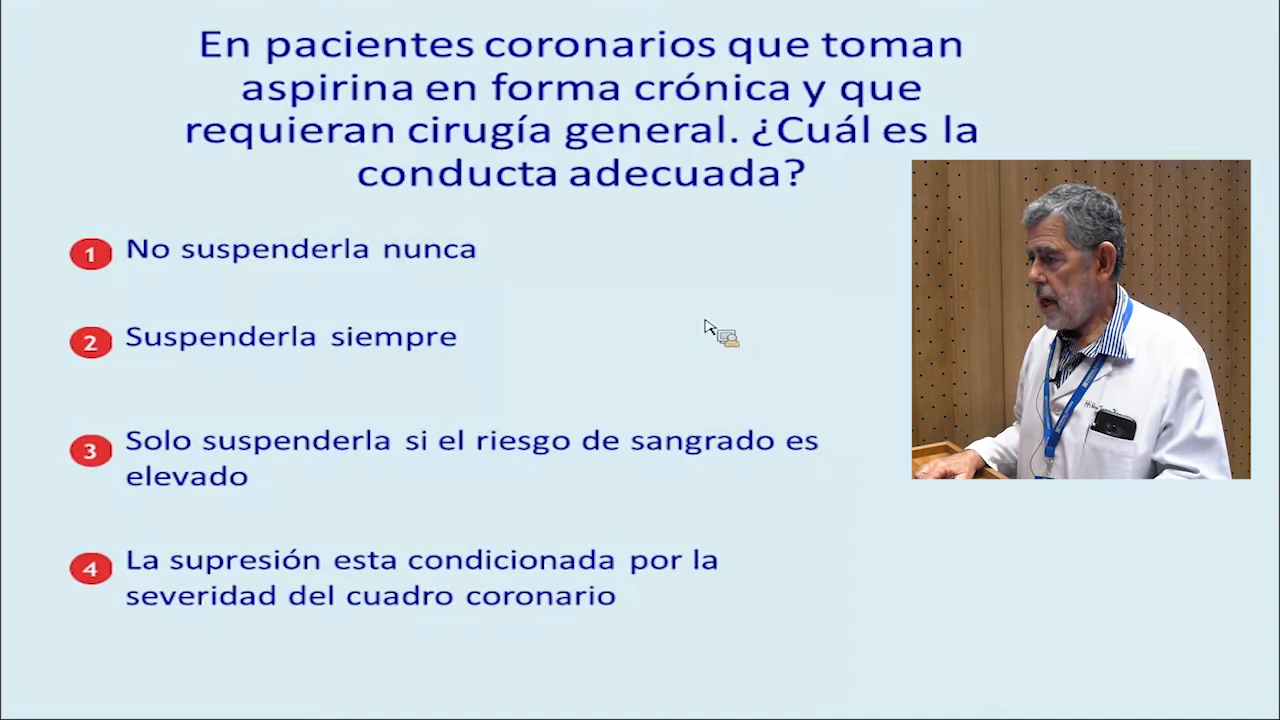 En pacientes coronarios que toman
aspirina en forma crónica y que
requieran cirugía general. ¿Cuál es la
conducta adecuada?
1 No suspenderla nunca
2 Suspenderla siempre
3 Solo suspenderla si el riesgo de sangrado es
elevado
4 La supresión esta condicionada por la
severidad del cuadro coronario